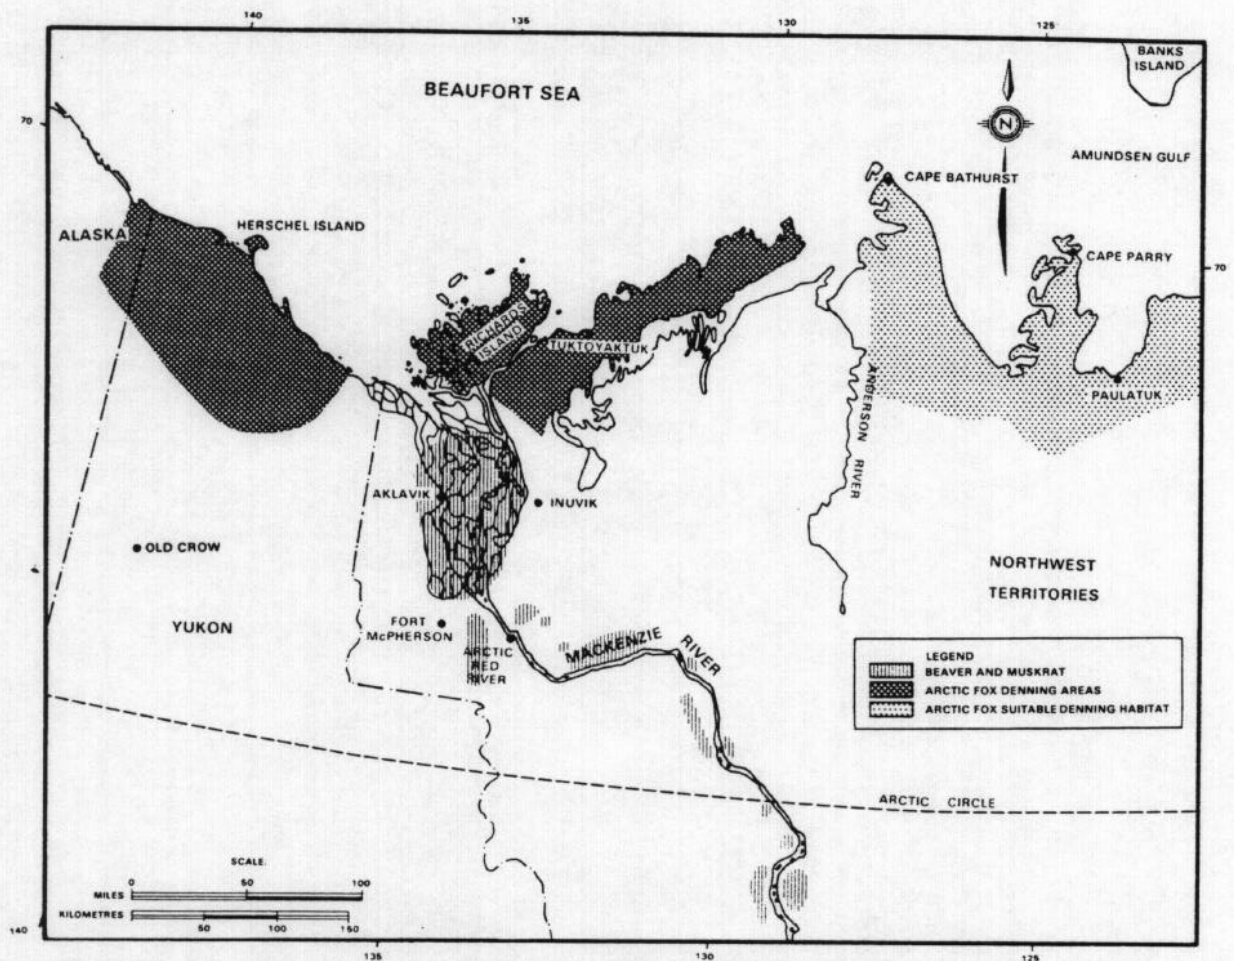 140
135
130
125
BANKS
ISLAND
BEAUFORT SEA
70
N
AMUNDSEN GULF
CAPE BATHURST
ALASKA
HERSCHEL ISLAND
CAPE PARRY
70
RICHARDS
ISLAND
TUKTOYAKTUK
PAULATUK
ANDERSON
RIVER
AKLAVIK
INUVIK
OLD CROW
NORTHWEST
TERRITORIES
YUKON
FORT
McPHERSON
ARCTIC
RED
RIVER
MACKENZIE
RIVER
LEGEND
BEAVER AND MUSKRAT
ARCTIC FOX DENNING AREAS
ARCTIC FOX SUITABLE DENNING HABITAT
ARCTIC CIRCLE
SCALE
0 50 100
MILES
KILOMETRES
50 100 150
140
135
130
125